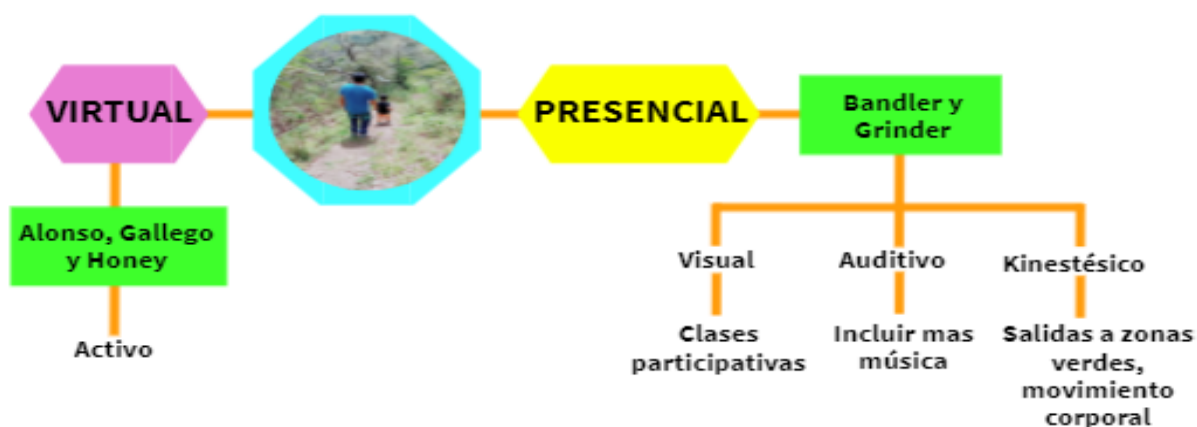 VIRTUAL
Alonso, Gallego
y Honey
Activo
PRESENCIAL
Bandler y
Grinder
Visual
Clases
participativas
Auditivo
Incluir mas
música
Kinestésico
Salidas a zonas
verdes,
movimiento
corporal